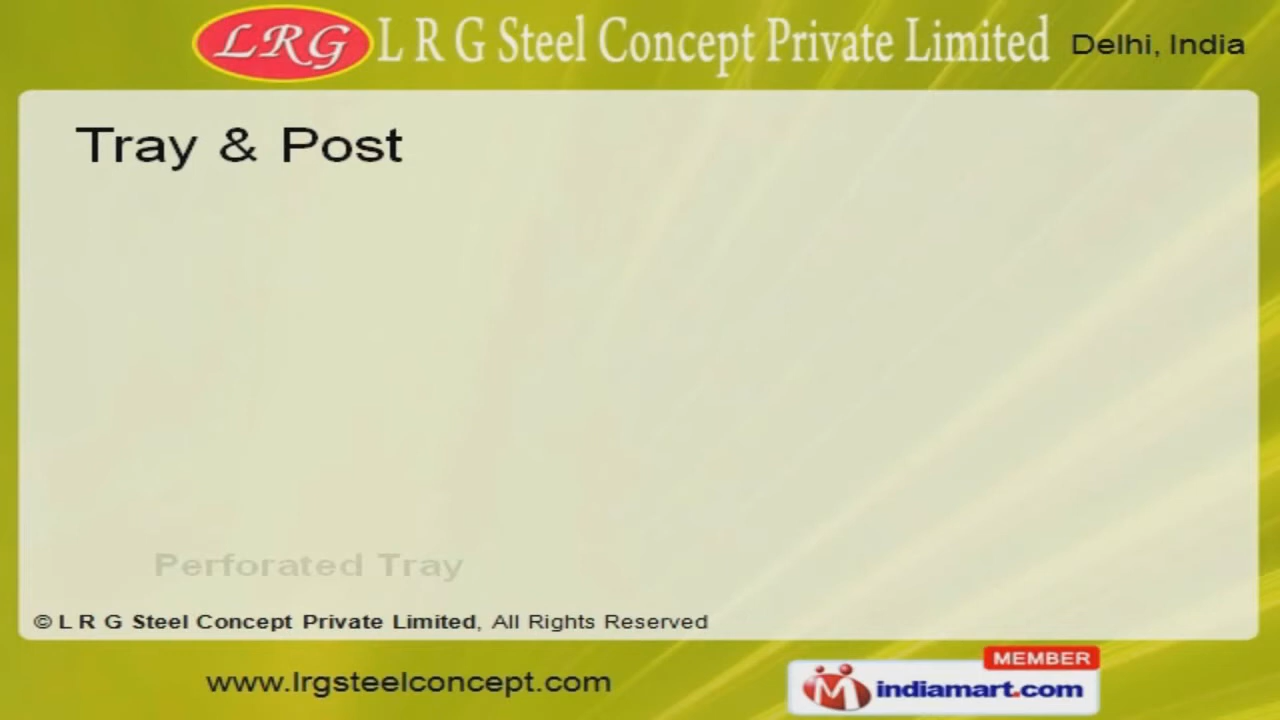 LRG L R G Steel Concept Private Limited Delhi, India
Tray & Post
Perforated Tray
© L R G Steel Concept Private Limited, All Rights Reserved
www.lrgsteelconcept.com
MEMBER
indiamart.com